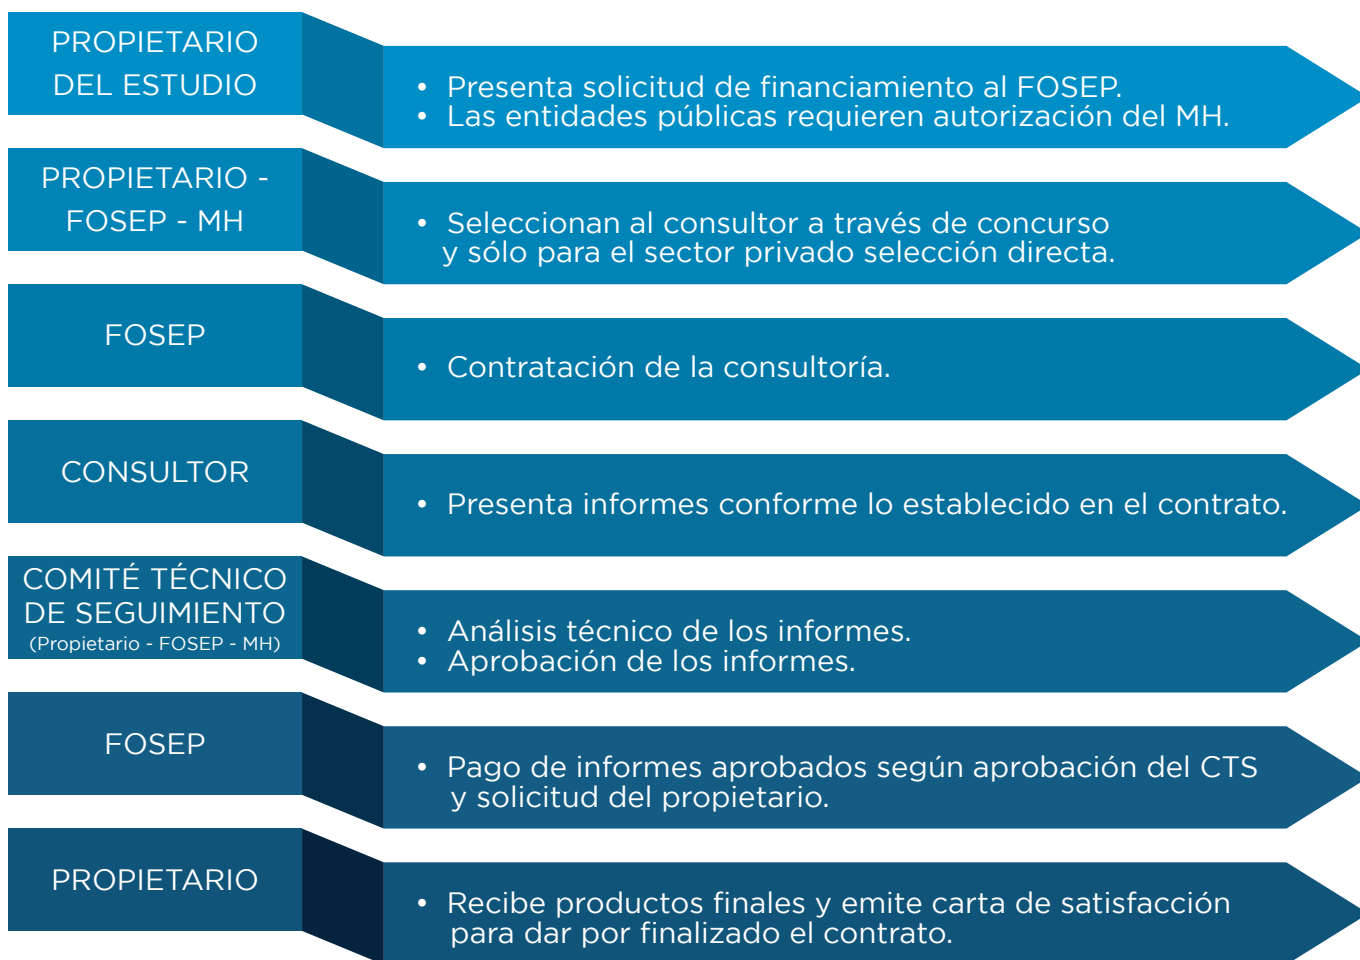 PROPIETARIO
DEL ESTUDIO
• Presenta solicitud de financiamiento al FOSEP.
• Las entidades públicas requieren autorización del MH.
PROPIETARIO -
FOSEP - MH
• Seleccionan al consultor a través de concurso
y sólo para el sector privado selección directa.
FOSEP
• Contratación de la consultoría.
CONSULTOR
• Presenta informes conforme lo establecido en el contrato.
COMITÉ TÉCNICO
DE SEGUIMIENTO
(Propietario - FOSEP - MH)
• Análisis técnico de los informes.
• Aprobación de los informes.
FOSEP
• Pago de informes aprobados según aprobación del CTS
y solicitud del propietario.
PROPIETARIO
• Recibe productos finales y emite carta de satisfacción
para dar por finalizado el contrato.